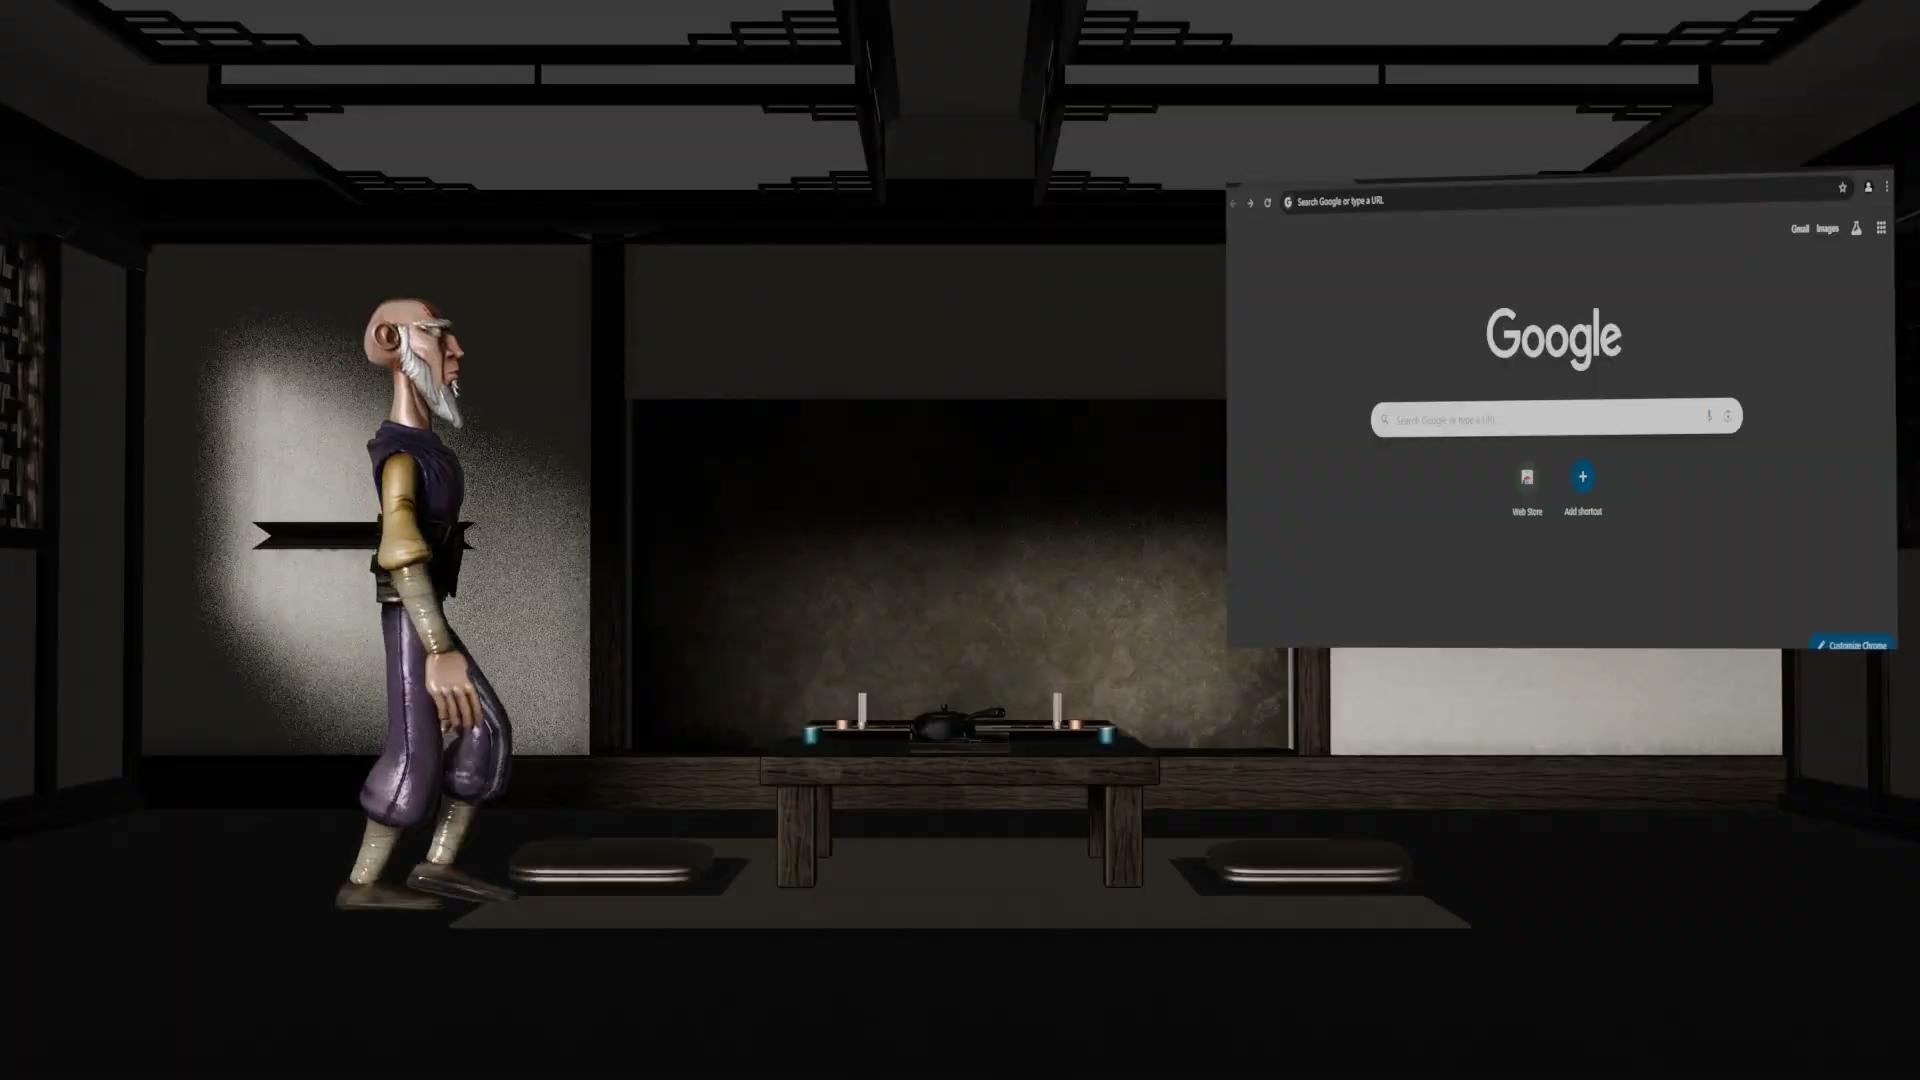 Search Google or type a URL
Gmail Images
Google
Search Google or type a URL
Web Store Add shortcut
Customize Chrome